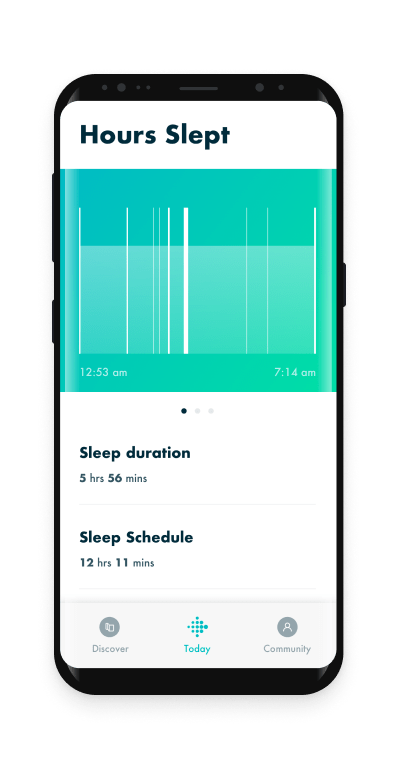 Hours Slept
12:53 am 7:14 am
Sleep duration
5 hrs 56 mins
Sleep Schedule
12 hrs 11 mins
Discover Today Community